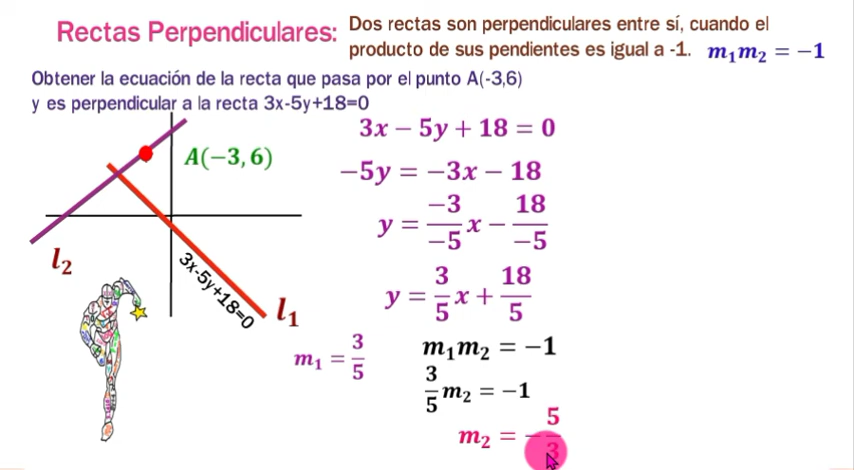 Rectas Perpendiculares:
Dos rectas son perpendiculares entre sí, cuando el
producto de sus pendientes es igual a -1. m₁m₂ = −1
Obtener la ecuación de la recta que pasa por el punto A(-3,6)
y es perpendicular a la recta 3x-5y+18=0
3x − 5y + 18 = 0
A(−3, 6)
−5y = −3x − 18
y = −3/−5 x − 18/−5
l₂
3x-5y+18=0
l₁
y = 3/5 x + 18/5
m₁ = 3/5
m₁m₂ = −1
3/5 m₂ = −1
m₂ = −5/3